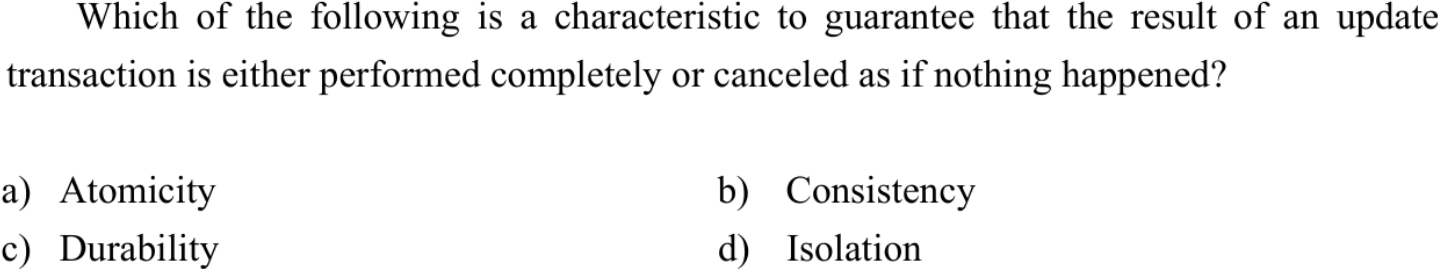 Which of the following is a characteristic to guarantee that the result of an update
transaction is either performed completely or canceled as if nothing happened?
a) Atomicity b) Consistency
c) Durability d) Isolation